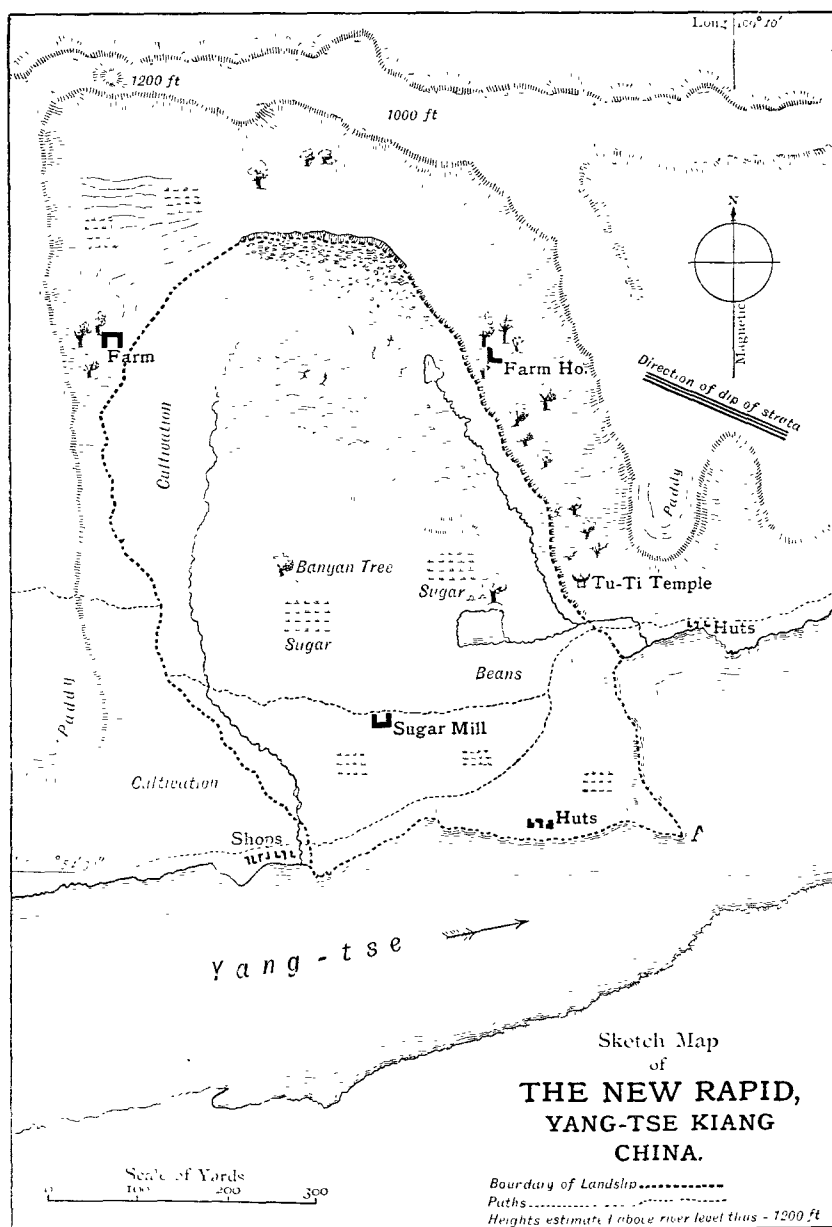 Long 109° 10'
1200 ft
1000 ft
N
Magnetic
Farm
Farm Ho.
Direction of dip of strata
Cultivation
Paddy
Banyan Tree
Sugar
Tu-Ti Temple
Sugar
Huts
Beans
Paddy
Sugar Mill
Cultivation
Huts
Shops
A
Yang-tse
Sketch Map
of
THE NEW RAPID,
YANG-TSE KIANG
CHINA.
Scale of Yards
0 100 200 300
Boundary of Landslip
Paths
Heights estimated above river level thus - 1200 ft